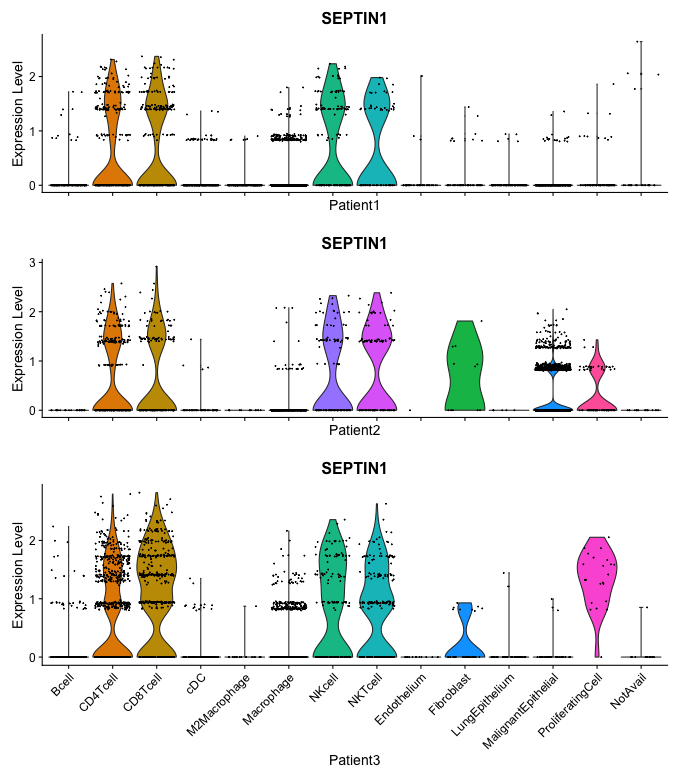 SEPTIN1
Expression Level
2
1
0
Patient1
SEPTIN1
Expression Level
3
2
1
0
Patient2
SEPTIN1
Expression Level
2
1
0
Bcell
CD4Tcell
CD8Tcell
cDC
M2Macrophage
Macrophage
NKcell
NKTcell
Endothelium
Fibroblast
LungEpithelium
MalignantEpithelial
ProliferatingCell
NotAvail
Patient3